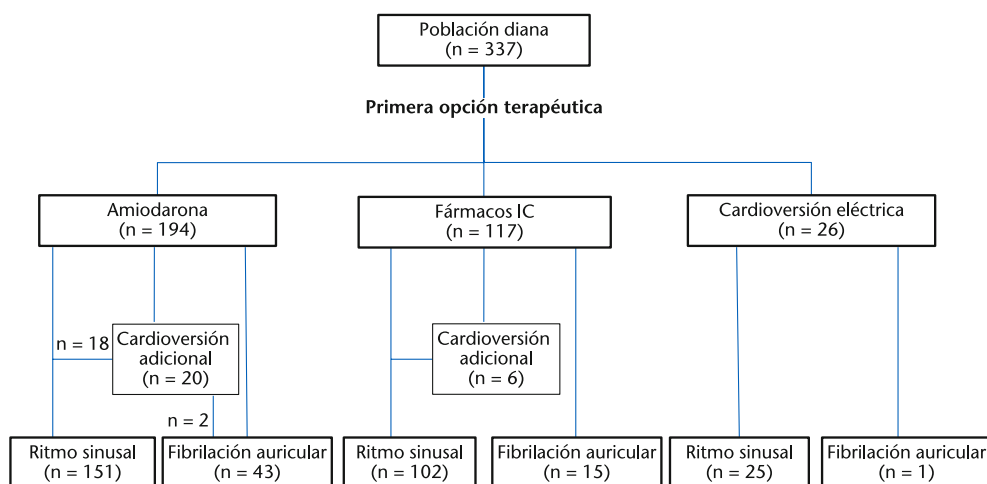 Población diana
(n = 337)
Primera opción terapéutica
Amiodarona
(n = 194)
Fármacos IC
(n = 117)
Cardioversión eléctrica
(n = 26)
n = 18
Cardioversión
adicional
(n = 20)
n = 2
Cardioversión
adicional
(n = 6)
Ritmo sinusal
(n = 151)
Fibrilación auricular
(n = 43)
Ritmo sinusal
(n = 102)
Fibrilación auricular
(n = 15)
Ritmo sinusal
(n = 25)
Fibrilación auricular
(n = 1)